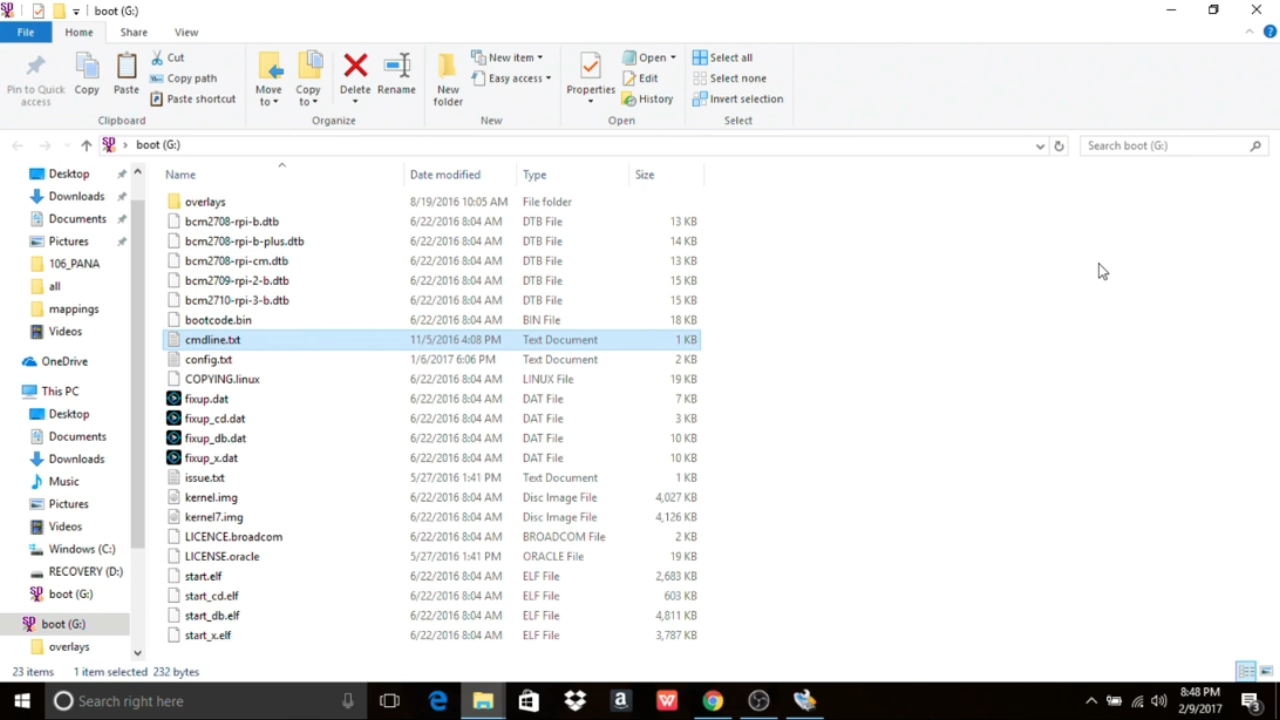 boot (G:)
File Home Share View
Pin to Quick access
Copy
Paste
Cut
Copy path
Paste shortcut
Clipboard
Move to
Copy to
Delete
Rename
Organize
New folder
New item
Easy access
New
Properties
Open
Edit
History
Open
Select all
Select none
Invert selection
Select
boot (G:)
Search boot (G:)
Desktop
Downloads
Documents
Pictures
106_PANA
all
mappings
Videos
OneDrive
This PC
Desktop
Documents
Downloads
Music
Pictures
Videos
Windows (C:)
RECOVERY (D:)
boot (G:)
boot (G:)
overlays
Name Date modified Type Size
overlays 8/19/2016 10:05 AM File folder
bcm2708-rpi-b.dtb 6/22/2016 8:04 AM DTB File 13 KB
bcm2708-rpi-b-plus.dtb 6/22/2016 8:04 AM DTB File 14 KB
bcm2708-rpi-cm.dtb 6/22/2016 8:04 AM DTB File 13 KB
bcm2709-rpi-2-b.dtb 6/22/2016 8:04 AM DTB File 15 KB
bcm2710-rpi-3-b.dtb 6/22/2016 8:04 AM DTB File 15 KB
bootcode.bin 6/22/2016 8:04 AM BIN File 18 KB
cmdline.txt 11/5/2016 4:08 PM Text Document 1 KB
config.txt 1/6/2017 6:06 PM Text Document 2 KB
COPYING.linux 6/22/2016 8:04 AM LINUX File 19 KB
fixup.dat 6/22/2016 8:04 AM DAT File 7 KB
fixup_cd.dat 6/22/2016 8:04 AM DAT File 3 KB
fixup_db.dat 6/22/2016 8:04 AM DAT File 10 KB
fixup_x.dat 6/22/2016 8:04 AM DAT File 10 KB
issue.txt 5/27/2016 1:41 PM Text Document 1 KB
kernel.img 6/22/2016 8:04 AM Disc Image File 4,027 KB
kernel7.img 6/22/2016 8:04 AM Disc Image File 4,126 KB
LICENCE.broadcom 6/22/2016 8:04 AM BROADCOM File 2 KB
LICENSE.oracle 5/27/2016 1:41 PM ORACLE File 19 KB
start.elf 6/22/2016 8:04 AM ELF File 2,683 KB
start_cd.elf 6/22/2016 8:04 AM ELF File 603 KB
start_db.elf 6/22/2016 8:04 AM ELF File 4,811 KB
start_x.elf 6/22/2016 8:04 AM ELF File 3,787 KB
23 items 1 item selected 232 bytes
Search right here
8:48 PM
2/9/2017
3